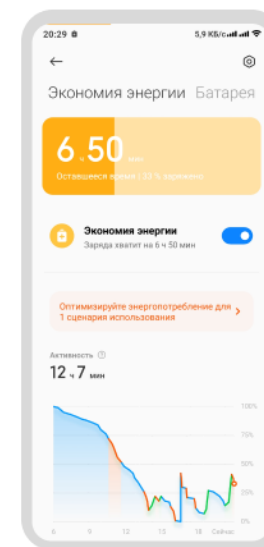 20:29
5,9 КБ/с
Экономия энергии Батарея
6 ч 50 мин
Оставшееся время | 33 % заряжено
Экономия энергии
Заряда хватит на 6 ч 50 мин
Оптимизируйте энергопотребление для
1 сценария использования
Активность
12 ч 7 мин
100%
75%
50%
25%
0%
6 9 12 15 18 Сейчас